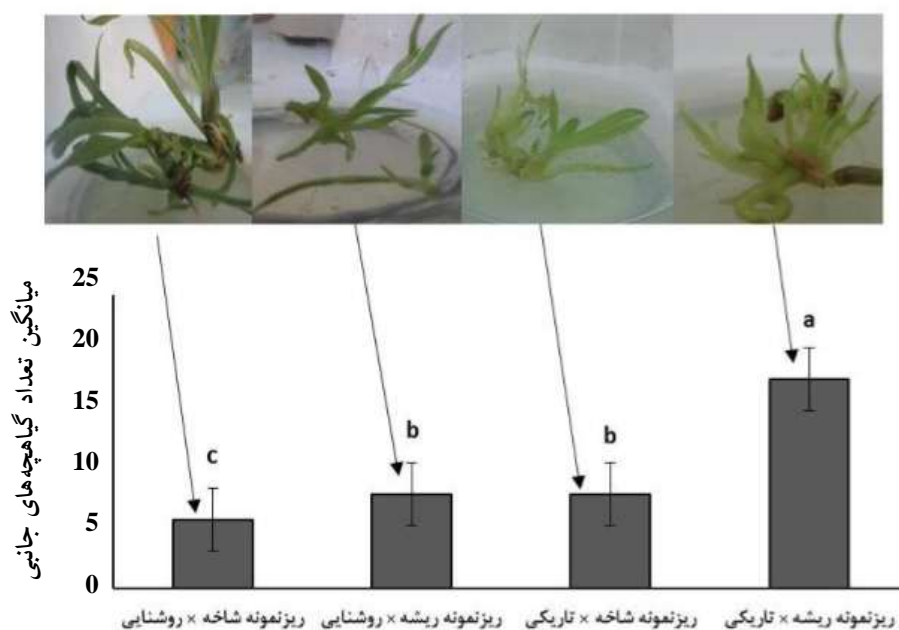 میانگین تعداد گیاهچه‌های جانبی
25
20
15
10
5
0
c
b
b
a
ریزنمونه شاخه × روشنایی
ریزنمونه ریشه × روشنایی
ریزنمونه شاخه × تاریکی
ریزنمونه ریشه × تاریکی